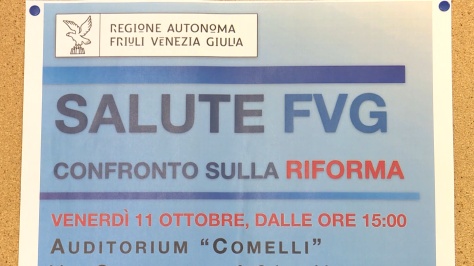 REGIONE AUTONOMA
FRIULI VENEZIA GIULIA
SALUTE FVG
CONFRONTO SULLA RIFORMA
VENERDÌ 11 OTTOBRE, DALLE ORE 15:00
AUDITORIUM “COMELLI”